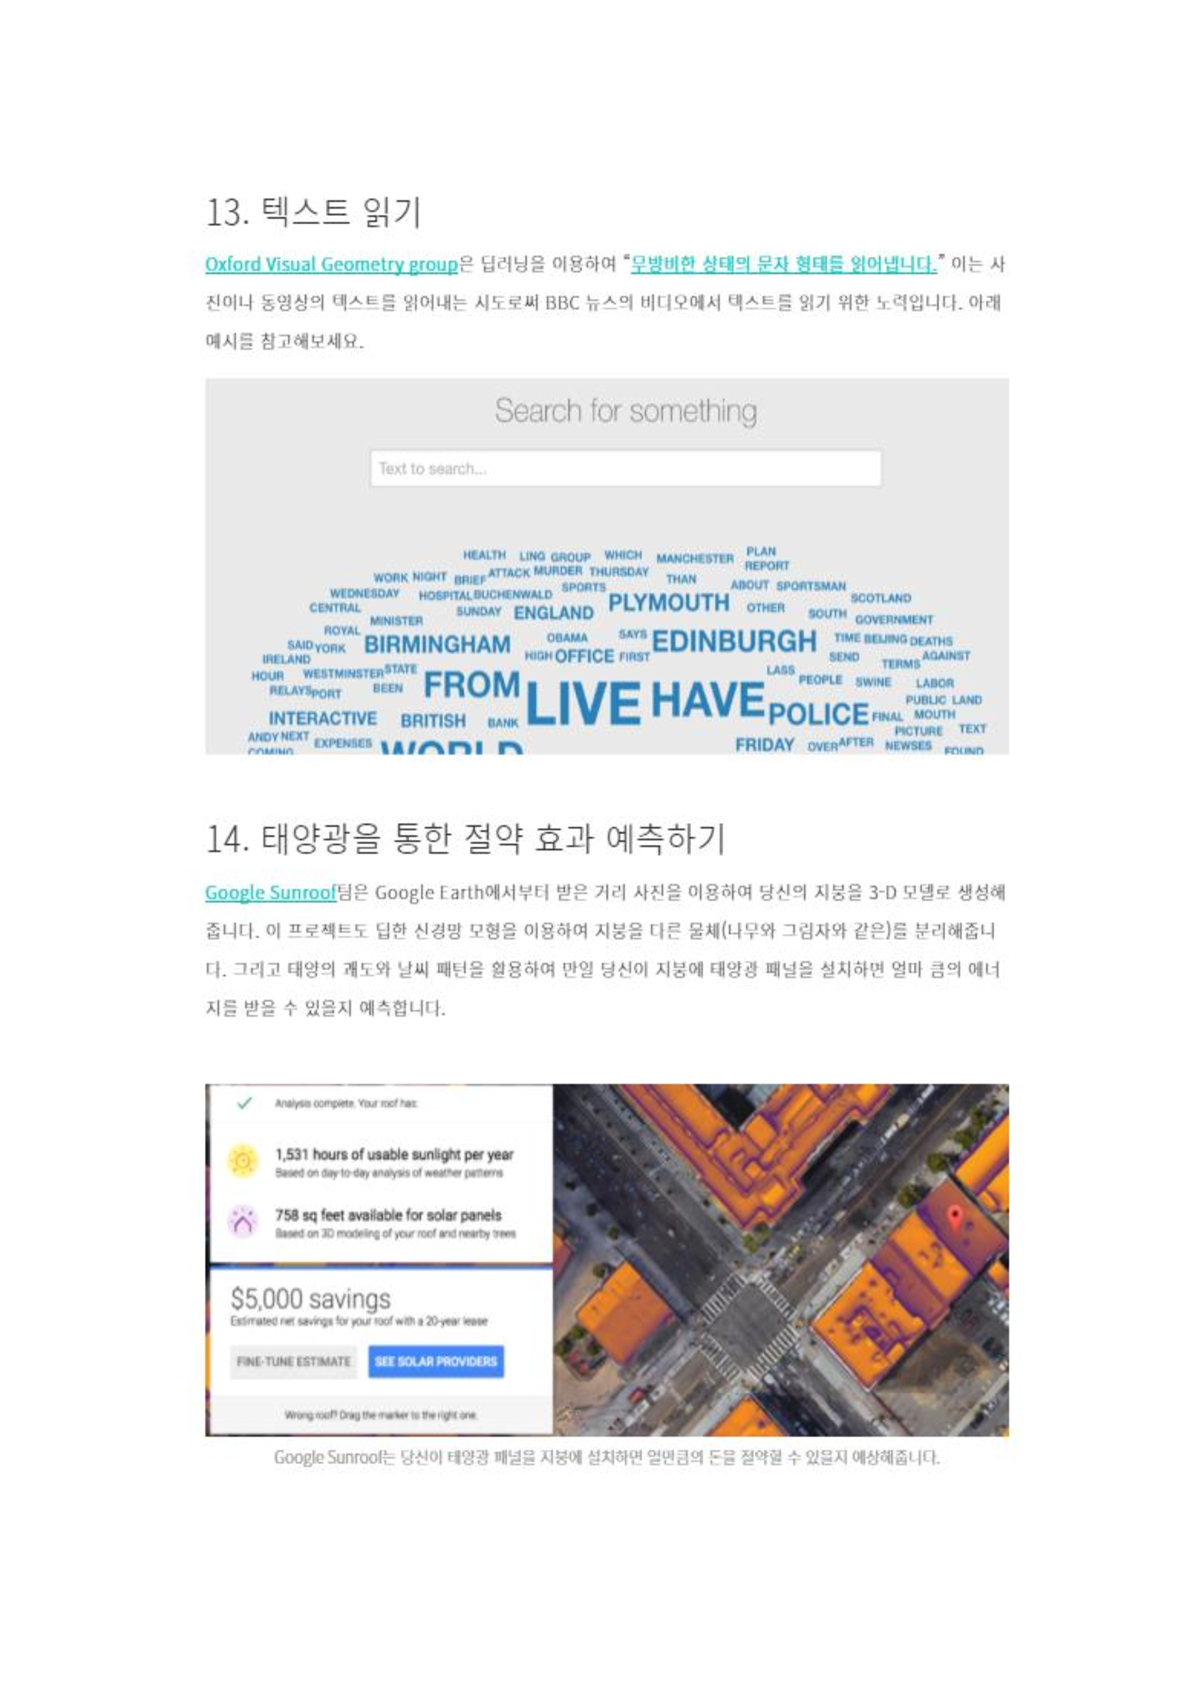 13. 텍스트 읽기
Oxford Visual Geometry group은 딥러닝을 이용하여 “무방비한 상태의 문자 형태를 읽어냅니다.” 이는 사
진이나 동영상의 텍스트를 읽어내는 시도로써 BBC 뉴스의 비디오에서 텍스트를 읽기 위한 노력입니다. 아래
예시를 참고해보세요.
Search for something
Text to search...
HEALTH LING GROUP WHICH MANCHESTER PLAN
WORK NIGHT BRIEF ATTACK MURDER THURSDAY THAN REPORT
WEDNESDAY HOSPITAL BUCHENWALD SPORTS ABOUT SPORTSMAN
CENTRAL SUNDAY ENGLAND PLYMOUTH OTHER SOUTH SCOTLAND
ROYAL MINISTER GOVERNMENT
SAID YORK BIRMINGHAM OBAMA SAYS EDINBURGH TIME BEIJING DEATHS
IRELAND HIGH OFFICE FIRST SEND TERMS AGAINST
HOUR WESTMINSTER STATE LASS PEOPLE SWINE LABOR
RELAYS PORT BEEN FROM LIVE HAVE PUBLIC LAND
INTERACTIVE BRITISH BANK POLICE FINAL MOUTH
ANDY NEXT EXPENSES WORLD FRIDAY OVER AFTER PICTURE TEXT
COMING NEWSES FOUND
14. 태양광을 통한 절약 효과 예측하기
Google Sunroof팀은 Google Earth에서부터 받은 거리 사진을 이용하여 당신의 지붕을 3-D 모델로 생성해
줍니다. 이 프로젝트도 딥한 신경망 모형을 이용하여 지붕을 다른 물체(나무와 그림자와 같은)를 분리해줍니
다. 그리고 태양의 괘도와 날씨 패턴을 활용하여 만일 당신이 지붕에 태양광 패널을 설치하면 얼마 큼의 에너
지를 받을 수 있을지 예측합니다.
Analysis complete. Your roof has:
1,531 hours of usable sunlight per year
Based on day-to-day analysis of weather patterns
758 sq feet available for solar panels
Based on 3D modeling of your roof and nearby trees
$5,000 savings
Estimated net savings for your roof with a 20-year lease
FINE-TUNE ESTIMATE SEE SOLAR PROVIDERS
Wrong roof? Drag the marker to the right one.
Google Sunroof는 당신이 태양광 패널을 지붕에 설치하면 얼만큼의 돈을 절약할 수 있을지 예상해줍니다.